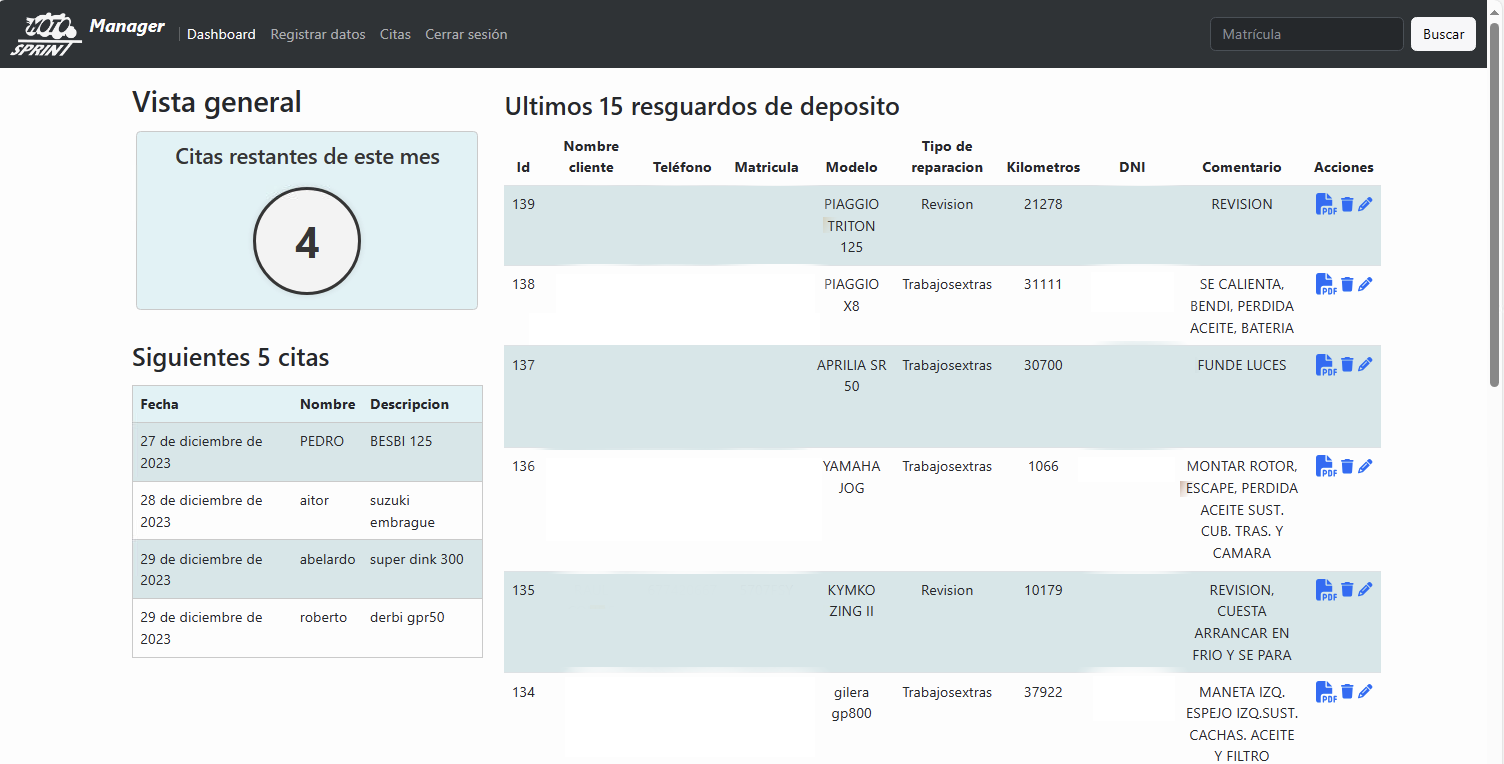 MOTO
SPRINT
Manager
Dashboard
Registrar datos
Citas
Cerrar sesión
Matrícula
Buscar
Vista general
Citas restantes de este mes
4
Siguientes 5 citas
Fecha Nombre Descripcion
27 de diciembre de PEDRO BESBI 125
2023
28 de diciembre de aitor suzuki
2023 embrague
29 de diciembre de abelardo super dink 300
2023
29 de diciembre de roberto derbi gpr50
2023
Ultimos 15 resguardos de deposito
Nombre Tipo de
Id cliente Teléfono Matricula Modelo reparacion Kilometros DNI Comentario Acciones
139 PIAGGIO Revision 21278 REVISION PDF
TRITON
125
138 PIAGGIO Trabajosextras 31111 SE CALIENTA, PDF
X8 BENDI, PERDIDA
ACEITE, BATERIA
137 APRILIA SR Trabajosextras 30700 FUNDE LUCES PDF
50
136 YAMAHA Trabajosextras 1066 MONTAR ROTOR, PDF
JOG ESCAPE, PERDIDA
ACEITE SUST.
CUB. TRAS. Y
CAMARA
135 KYMKO Revision 10179 REVISION, PDF
ZING II CUESTA
ARRANCAR EN
FRIO Y SE PARA
134 gilera Trabajosextras 37922 MANETA IZQ. PDF
gp800 ESPEJO IZQ.SUST.
CACHAS. ACEITE
Y FILTRO